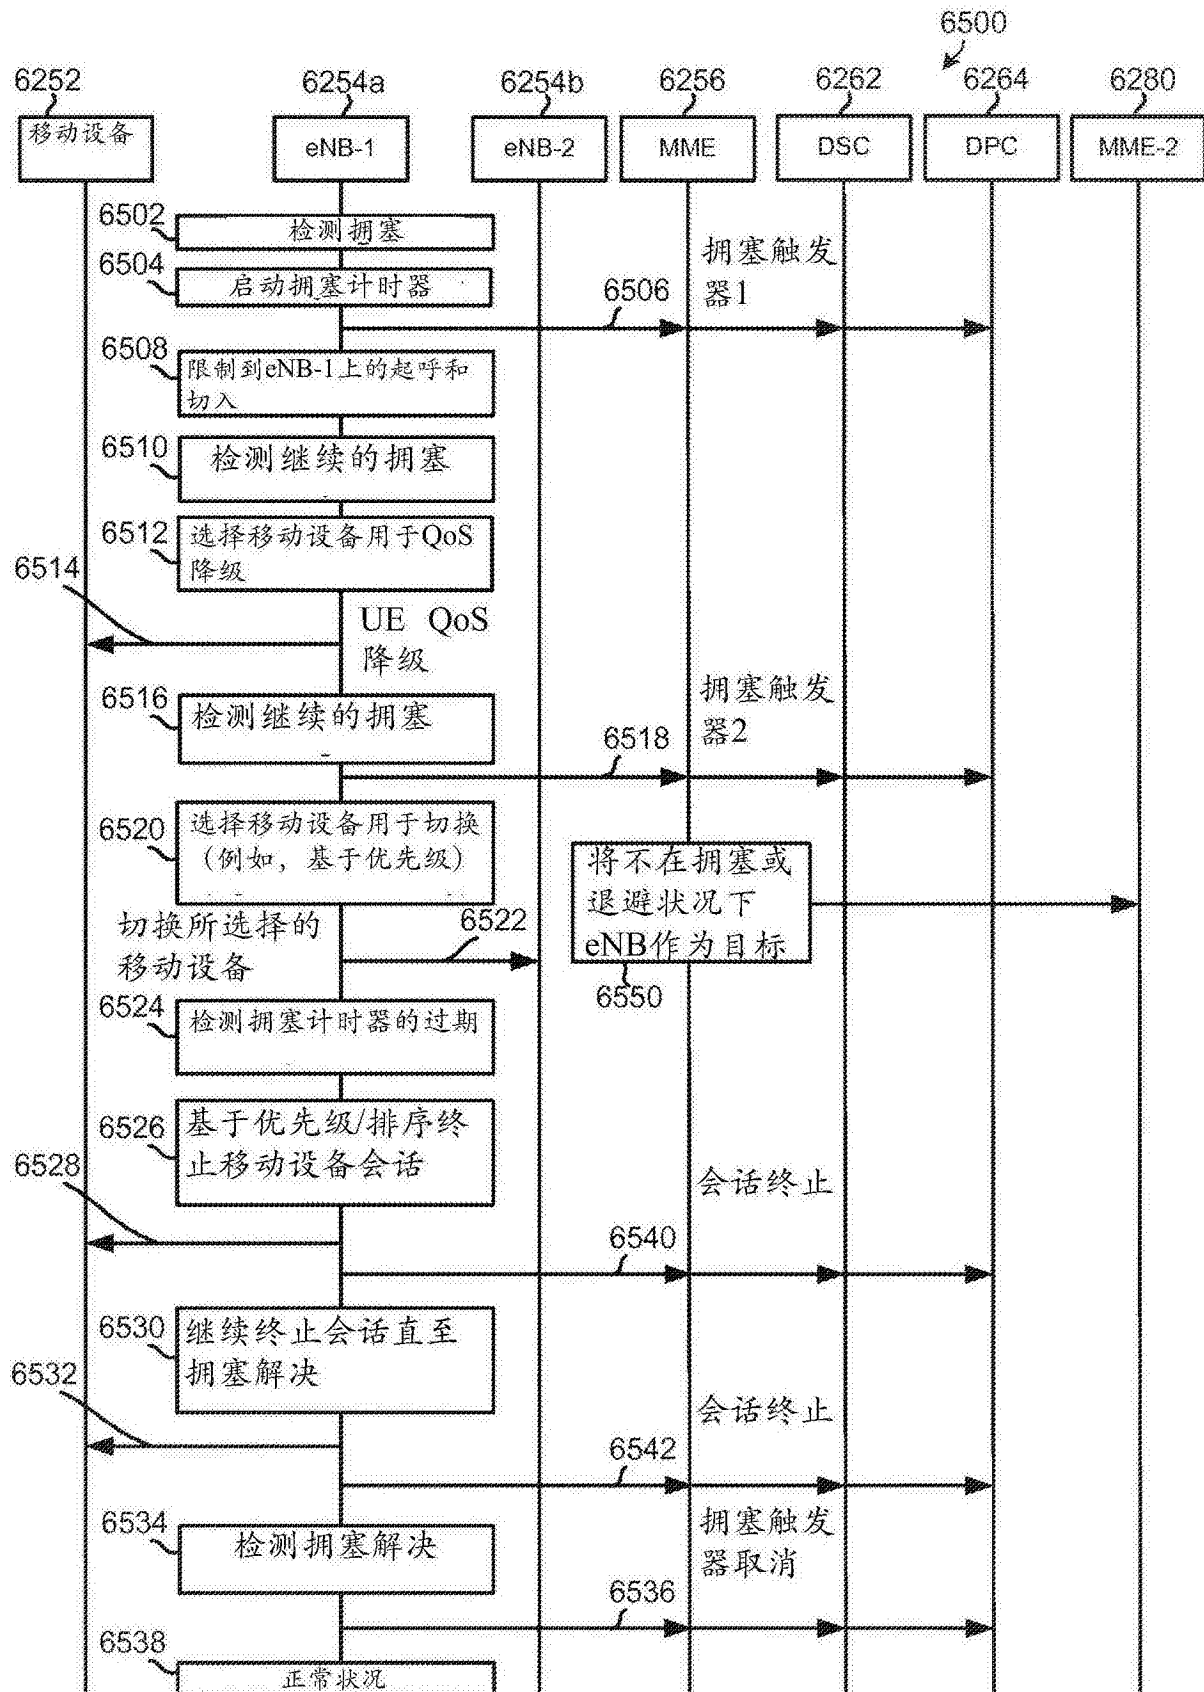 6500
6252
6254a
6254b
6256
6262
6264
6280
移动设备
eNB-1
eNB-2
MME
DSC
DPC
MME-2
6502
检测拥塞
6504
启动拥塞计时器
6506
拥塞触发
器1
6508
限制到eNB-1上的起呼和
切入
6510
检测继续的拥塞
6512
选择移动设备用于QoS
降级
6514
UE QoS
降级
6516
检测继续的拥塞
6518
拥塞触发
器2
6520
选择移动设备用于切换
（例如，基于优先级）
将不在拥塞或
退避状况下
eNB作为目标
6550
切换所选择的
移动设备
6522
6524
检测拥塞计时器的过期
6526
基于优先级/排序终
止移动设备会话
6528
会话终止
6540
6530
继续终止会话直至
拥塞解决
6532
会话终止
6542
6534
检测拥塞解决
拥塞触发
器取消
6536
6538
正常状况